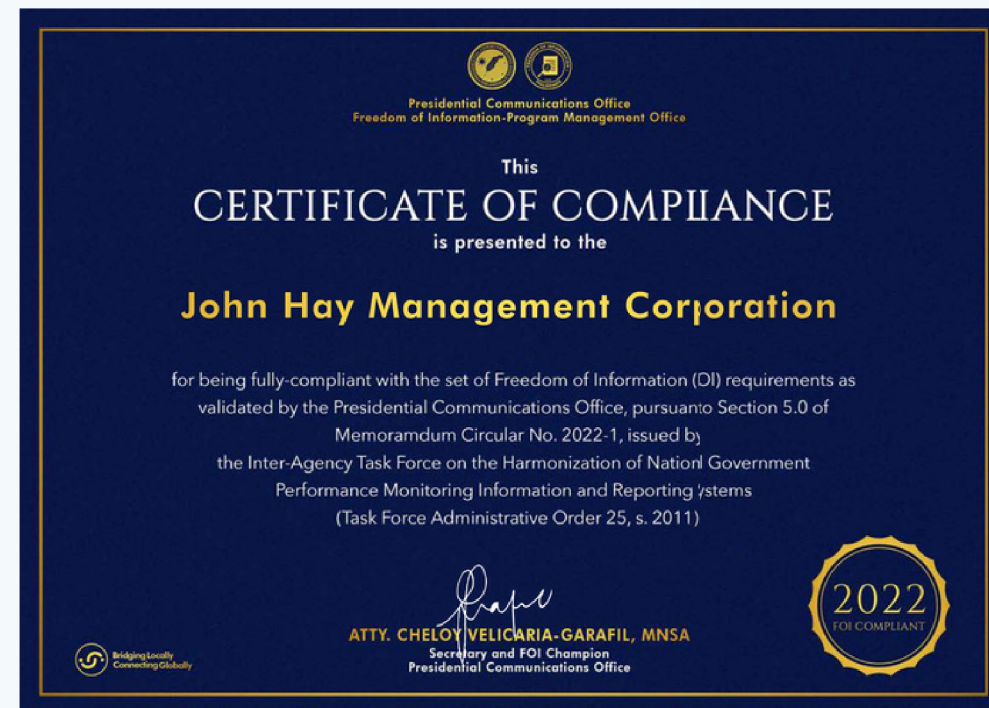 Presidential Communications Office
Freedom of Information-Program Management Office
This
CERTIFICATE OF COMPLIANCE
is presented to the
John Hay Management Corporation
for being fully-compliant with the set of Freedom of Information (DI) requirements as
validated by the Presidential Communications Office, pursuanto Section 5.0 of
Memoramdum Circular No. 2022-1, issued by
the Inter-Agency Task Force on the Harmonization of Nationl Government
Performance Monitoring Information and Reporting ystems
(Task Force Administrative Order 25, s. 2011)
2022
FOI COMPLIANT
ATTY. CHELOY VELICARIA-GARAFIL, MNSA
Secretary and FOI Champion
Presidential Communications Office
Bridging Locally
Connecting Globally